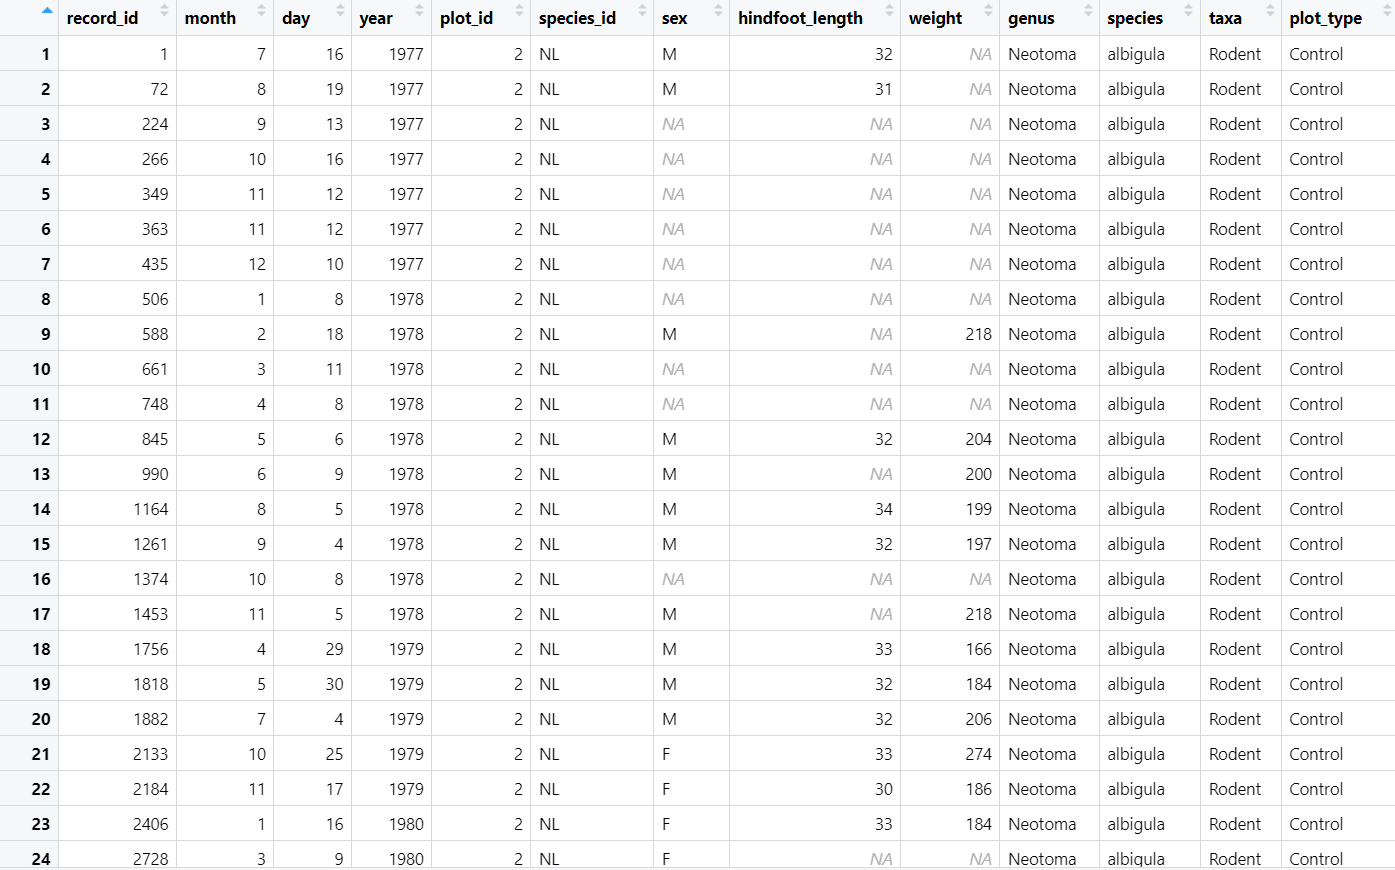 record_id month day year plot_id species_id sex hindfoot_length weight genus species taxa plot_type
1 1 7 16 1977 2 NL M 32 NA Neotoma albigula Rodent Control
2 72 8 19 1977 2 NL M 31 NA Neotoma albigula Rodent Control
3 224 9 13 1977 2 NL NA NA NA Neotoma albigula Rodent Control
4 266 10 16 1977 2 NL NA NA NA Neotoma albigula Rodent Control
5 349 11 12 1977 2 NL NA NA NA Neotoma albigula Rodent Control
6 363 11 12 1977 2 NL NA NA NA Neotoma albigula Rodent Control
7 435 12 10 1977 2 NL NA NA NA Neotoma albigula Rodent Control
8 506 1 8 1978 2 NL NA NA NA Neotoma albigula Rodent Control
9 588 2 18 1978 2 NL M NA 218 Neotoma albigula Rodent Control
10 661 3 11 1978 2 NL NA NA NA Neotoma albigula Rodent Control
11 748 4 8 1978 2 NL NA NA NA Neotoma albigula Rodent Control
12 845 5 6 1978 2 NL M 32 204 Neotoma albigula Rodent Control
13 990 6 9 1978 2 NL M NA 200 Neotoma albigula Rodent Control
14 1164 8 5 1978 2 NL M 34 199 Neotoma albigula Rodent Control
15 1261 9 4 1978 2 NL M 32 197 Neotoma albigula Rodent Control
16 1374 10 8 1978 2 NL NA NA NA Neotoma albigula Rodent Control
17 1453 11 5 1978 2 NL M NA 218 Neotoma albigula Rodent Control
18 1756 4 29 1979 2 NL M 33 166 Neotoma albigula Rodent Control
19 1818 5 30 1979 2 NL M 32 184 Neotoma albigula Rodent Control
20 1882 7 4 1979 2 NL M 32 206 Neotoma albigula Rodent Control
21 2133 10 25 1979 2 NL F 33 274 Neotoma albigula Rodent Control
22 2184 11 17 1979 2 NL F 30 186 Neotoma albigula Rodent Control
23 2406 1 16 1980 2 NL F 33 184 Neotoma albigula Rodent Control
24 2728 3 9 1980 2 NL F NA NA Neotoma albigula Rodent Control